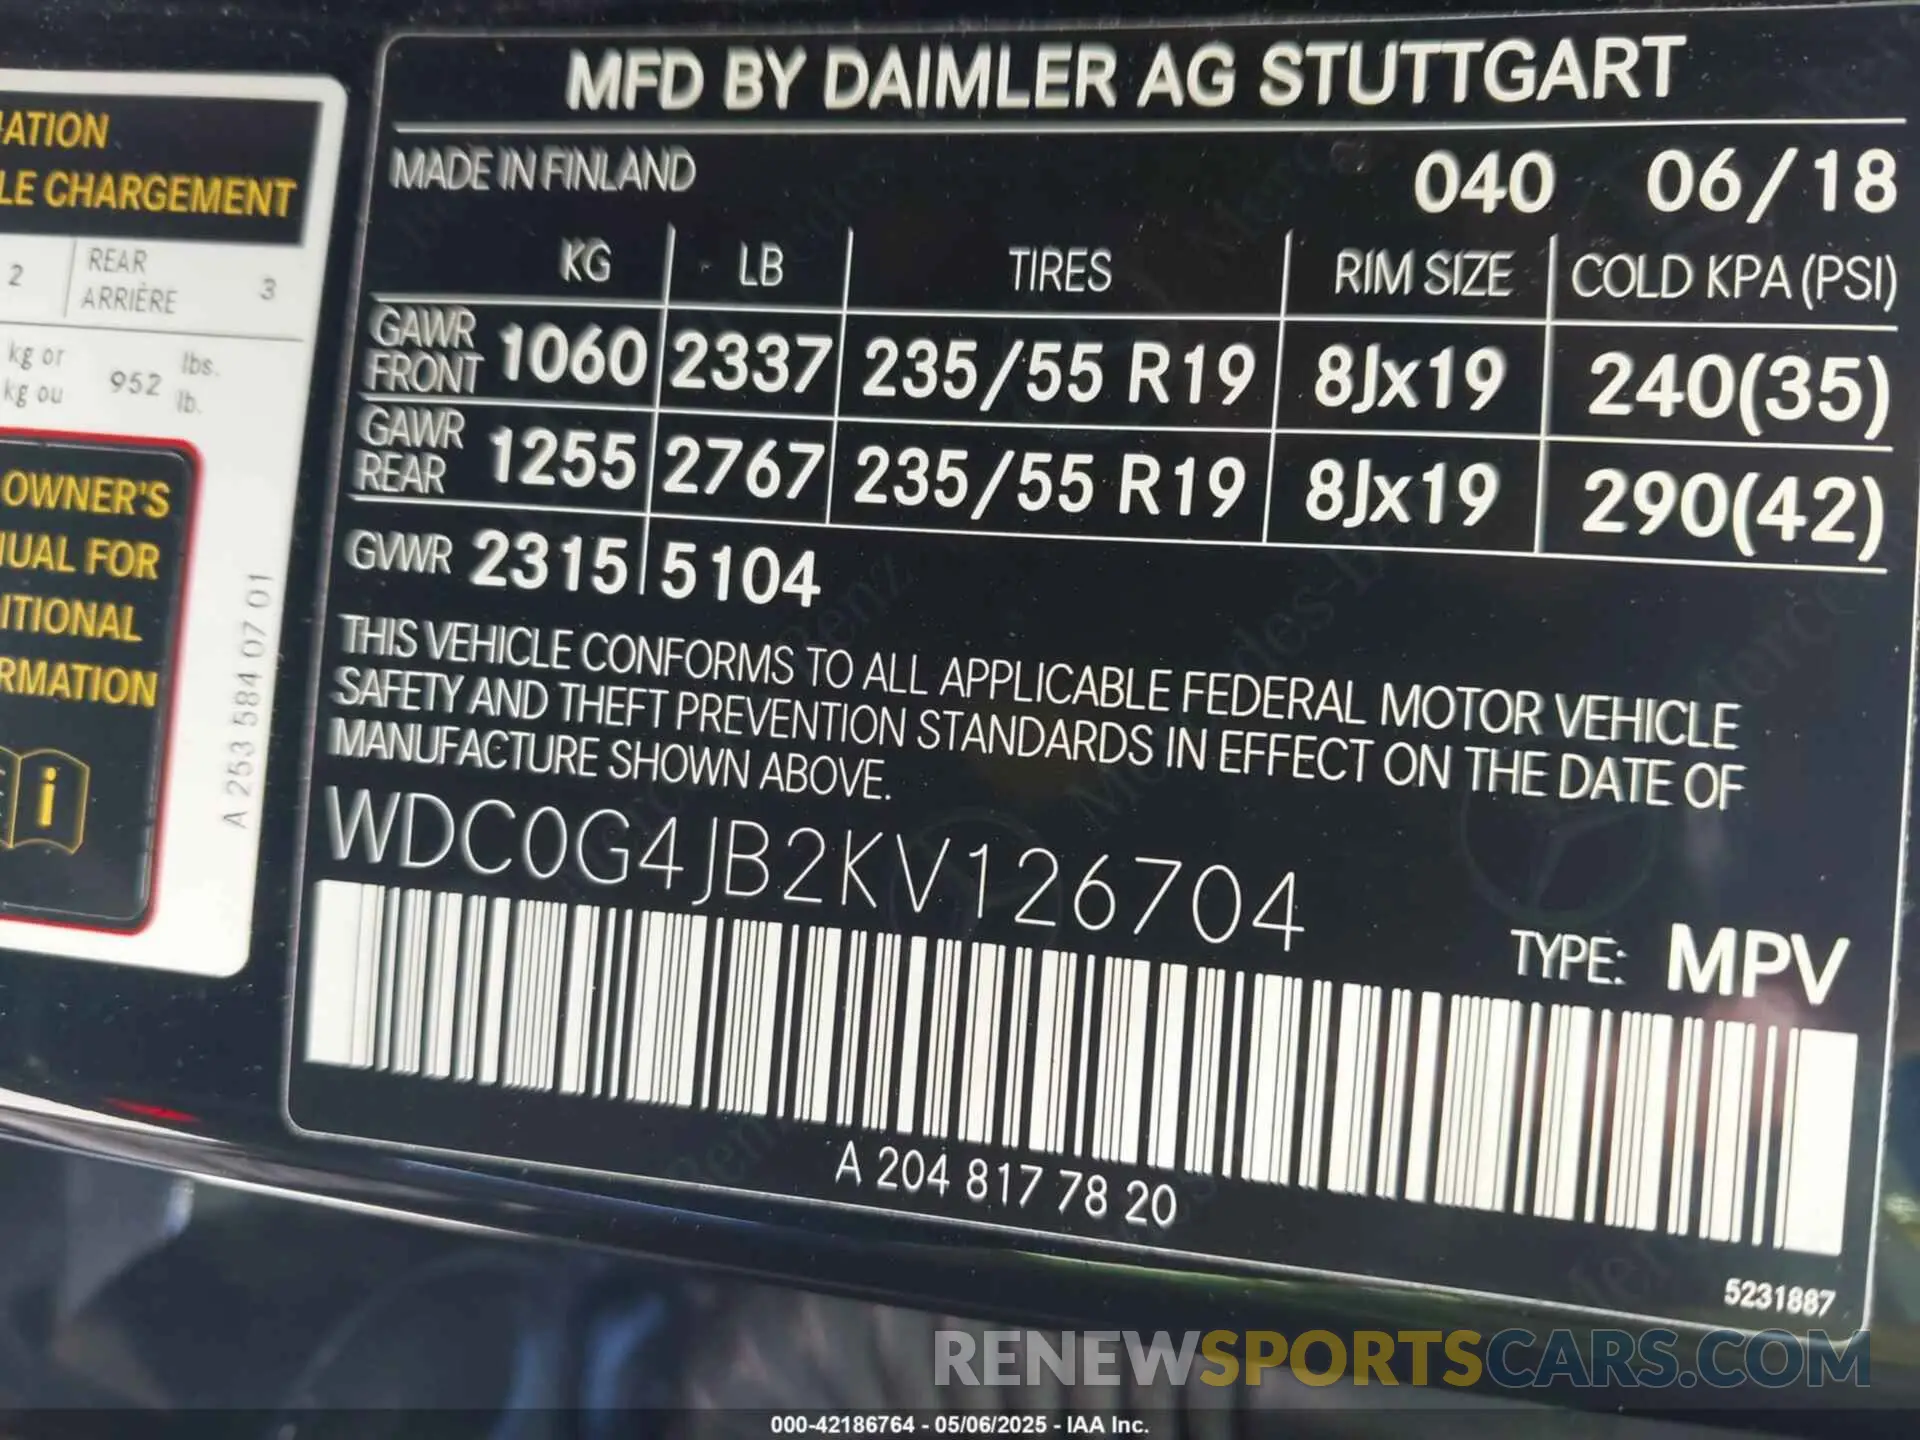 MFD BY DAIMLER AG STUTTGART
MADE IN FINLAND 040 06/18
KG LB TIRES RIM SIZE COLD KPA (PSI)
GAWR FRONT 1060 2337 235/55 R19 8Jx19 240(35)
GAWR REAR 1255 2767 235/55 R19 8Jx19 290(42)
GVWR 2315 5104
THIS VEHICLE CONFORMS TO ALL APPLICABLE FEDERAL MOTOR VEHICLE
SAFETY AND THEFT PREVENTION STANDARDS IN EFFECT ON THE DATE OF
MANUFACTURE SHOWN ABOVE.
WDC0G4JB2KV126704
TYPE: MPV
A 204 817 78 20
5231887
CHARGEMENT
2 REAR 3
ARRIÈRE
kg or 952 lbs.
kg ou lb.
OWNER'S
FOR
A 253 584 07 01
i
RENEWSPORTSCARS.COM
000-42186764 - 05/06/2025 - IAA Inc.